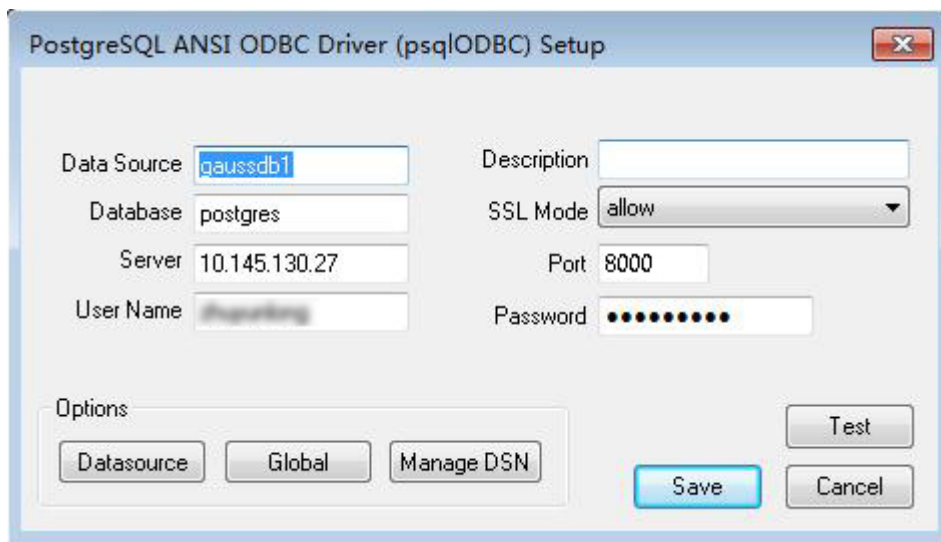 PostgreSQL ANSI ODBC Driver (psqlODBC) Setup
Data Source gaussdb1 Description
Database postgres SSL Mode allow
Server 10.145.130.27 Port 8000
User Name Password ●●●●●●●●●
Options
Datasource Global Manage DSN
Test
Save Cancel